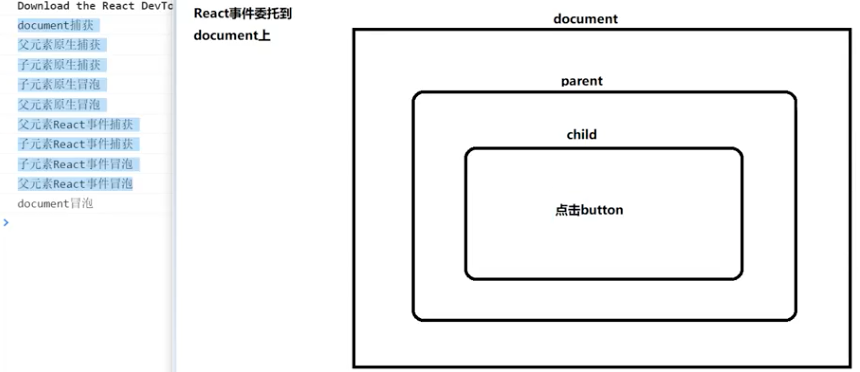 Download the React DevTo
document捕获
父元素原生捕获
子元素原生捕获
子元素原生冒泡
父元素原生冒泡
父元素React事件捕获
子元素React事件捕获
子元素React事件冒泡
父元素React事件冒泡
document冒泡
React事件委托到
document上
document
parent
child
点击button